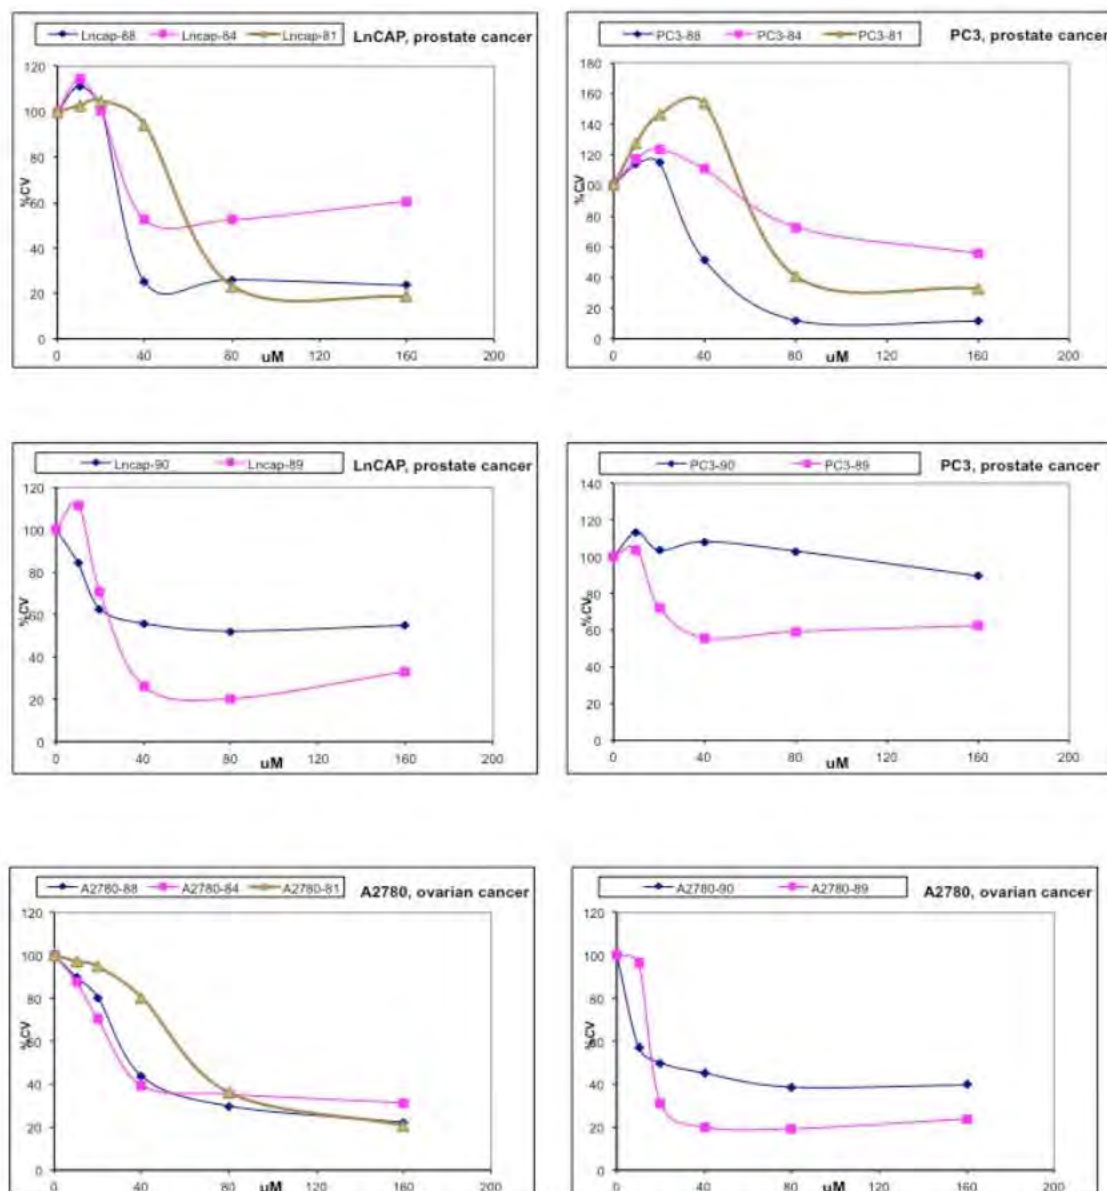 Lncap-88 Lncap-84 Lncap-81 LnCAP, prostate cancer
120
100
80
60
40
20
0
%CV
0 40 80 120 160 200
uM
PC3-88 PC3-84 PC3-81 PC3, prostate cancer
180
160
140
120
100
80
60
40
20
0
%CV
0 40 80 120 160 200
uM
Lncap-90 Lncap-89 LnCAP, prostate cancer
120
100
80
60
40
20
0
%CV
0 40 80 120 160 200
uM
PC3-90 PC3-89 PC3, prostate cancer
140
120
100
80
60
40
20
0
%CV
0 40 80 120 160 200
uM
A2780-88 A2780-84 A2780-81 A2780, ovarian cancer
120
100
80
60
40
20
0
%CV
0 40 80 120 160 200
uM
A2780-90 A2780-89 A2780, ovarian cancer
120
100
80
60
40
20
0
%CV
0 40 80 120 160 200
uM